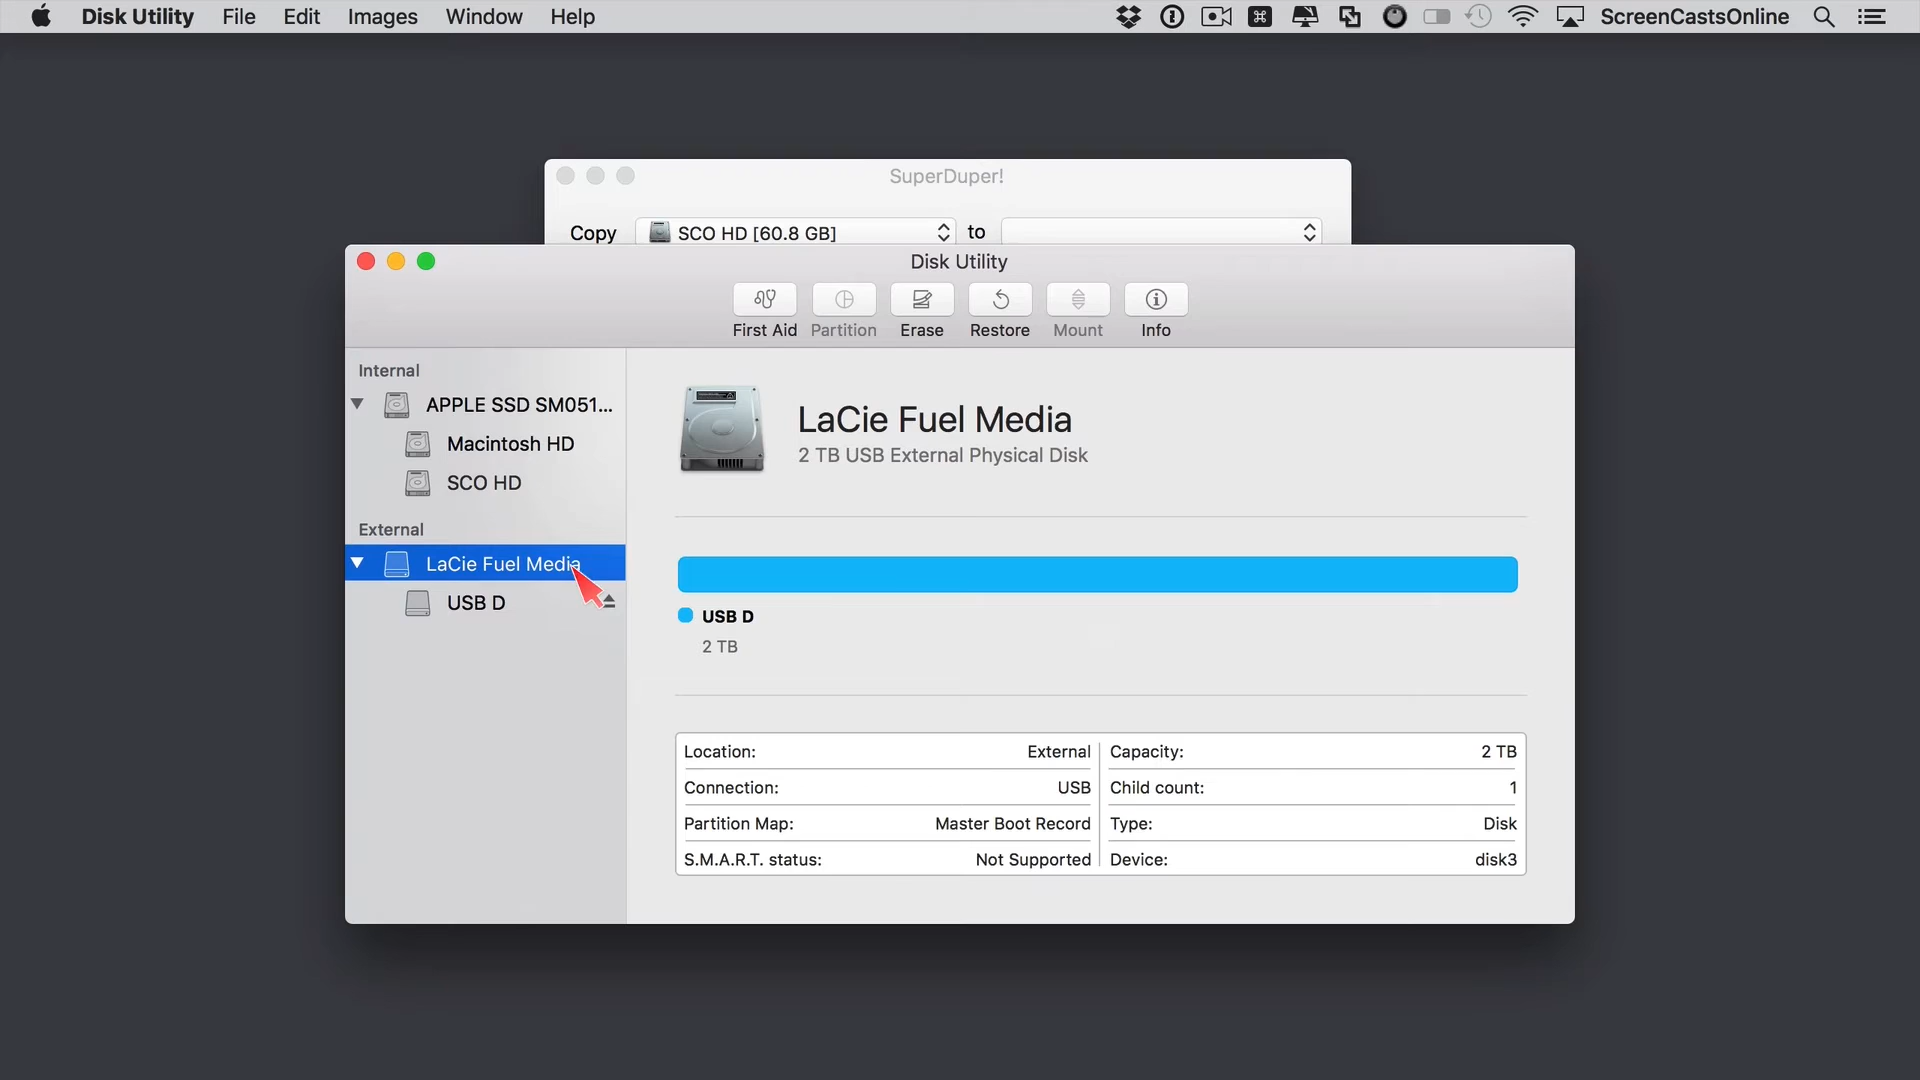 Disk Utility File Edit Images Window Help ScreenCastsOnline
SuperDuper!
Copy SCO HD [60.8 GB] to
Disk Utility
First Aid Partition Erase Restore Mount Info
Internal
APPLE SSD SM051...
Macintosh HD
SCO HD
External
LaCie Fuel Media
USB D
LaCie Fuel Media
2 TB USB External Physical Disk
USB D
2 TB
Location: External Capacity: 2 TB
Connection: USB Child count: 1
Partition Map: Master Boot Record Type: Disk
S.M.A.R.T. status: Not Supported Device: disk3